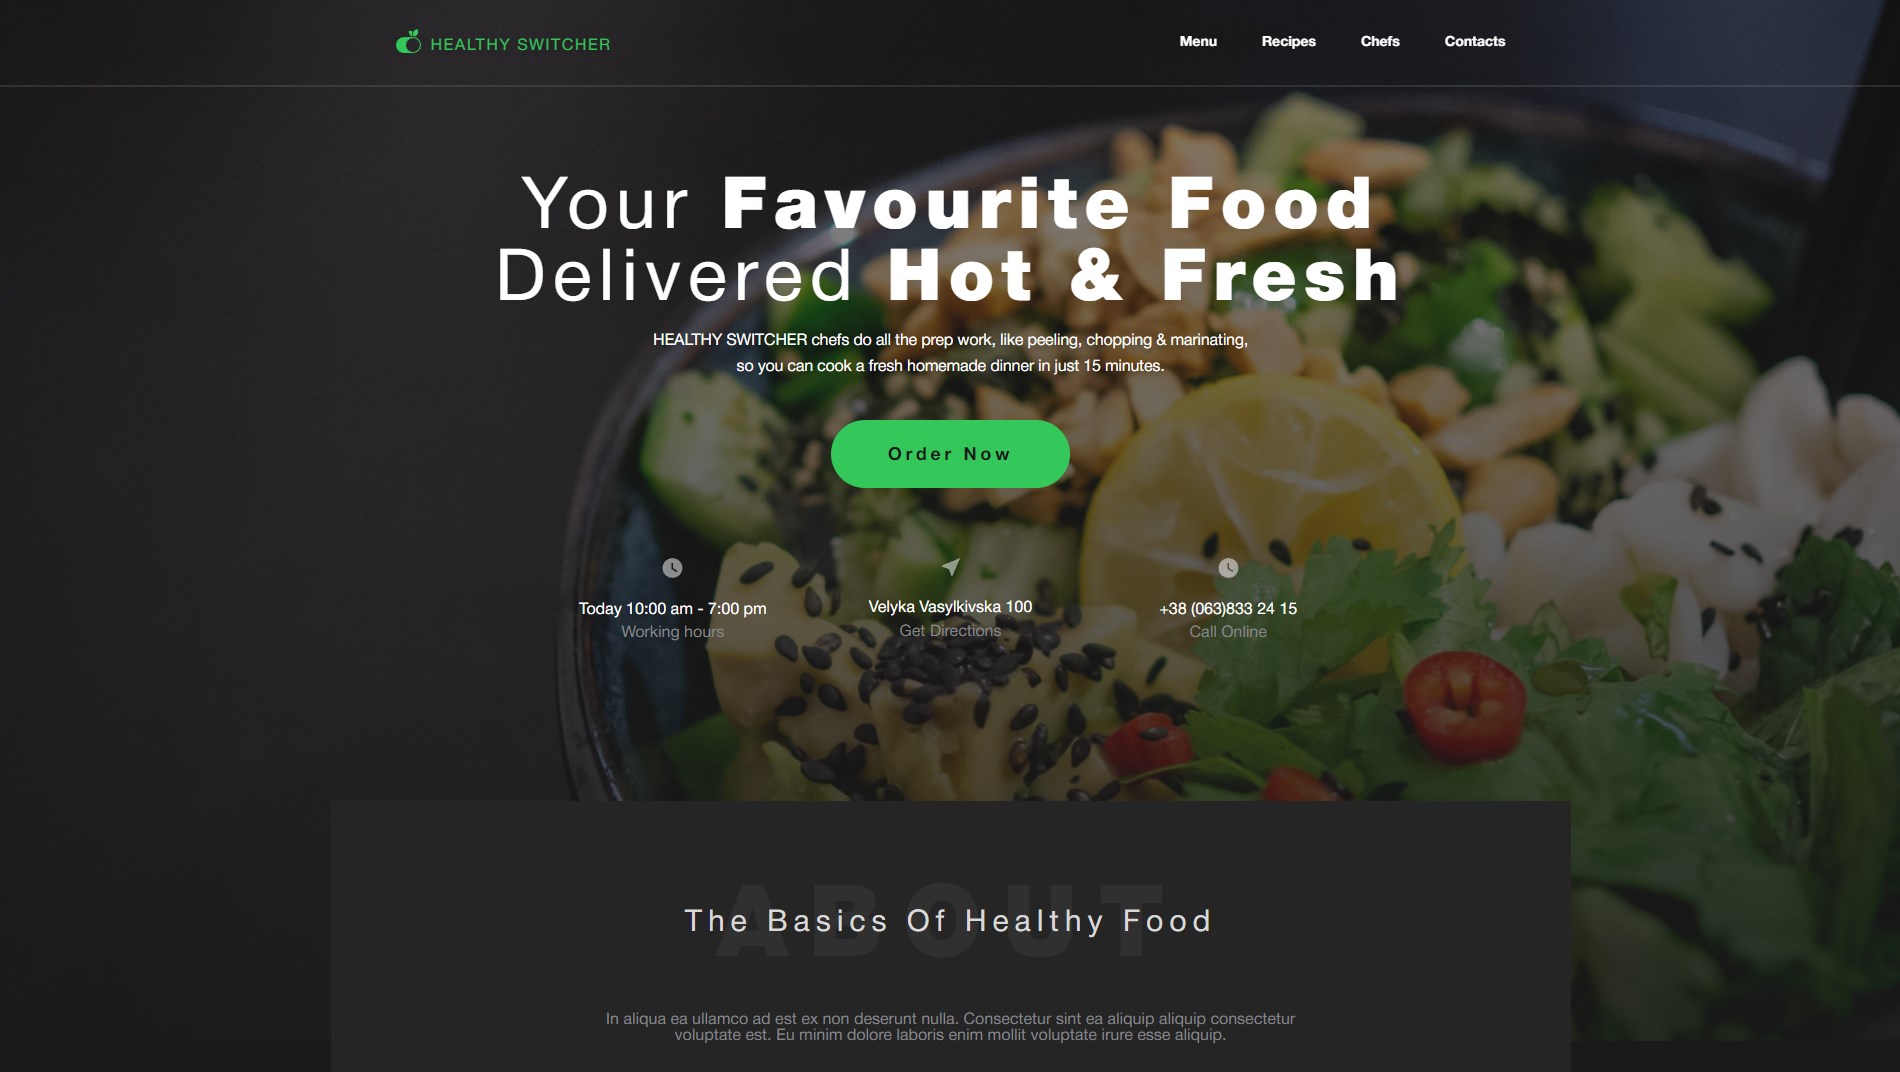 HEALTHY SWITCHER
Menu Recipes Chefs Contacts
Your Favourite Food
Delivered Hot & Fresh
HEALTHY SWITCHER chefs do all the prep work, like peeling, chopping & marinating,
so you can cook a fresh homemade dinner in just 15 minutes.
Order Now
Today 10:00 am - 7:00 pm
Working hours
Velyka Vasylkivska 100
Get Directions
+38 (063)833 24 15
Call Online
ABOUT
The Basics Of Healthy Food
In aliqua ea ullamco ad est ex non deserunt nulla. Consectetur sint ea aliquip aliquip consectetur
voluptate est. Eu minim dolore laboris enim mollit voluptate irure esse aliquip.